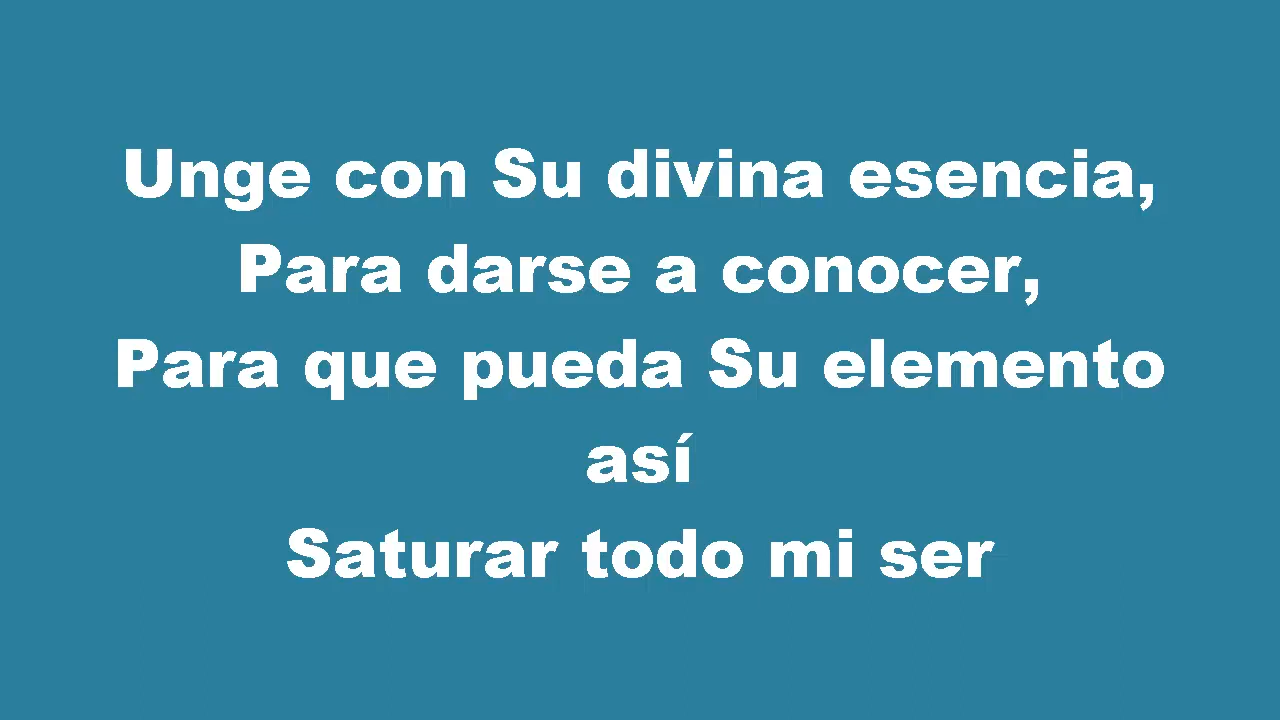 Unge con Su divina esencia,
Para darse a conocer,
Para que pueda Su elemento
así
Saturar todo mi ser